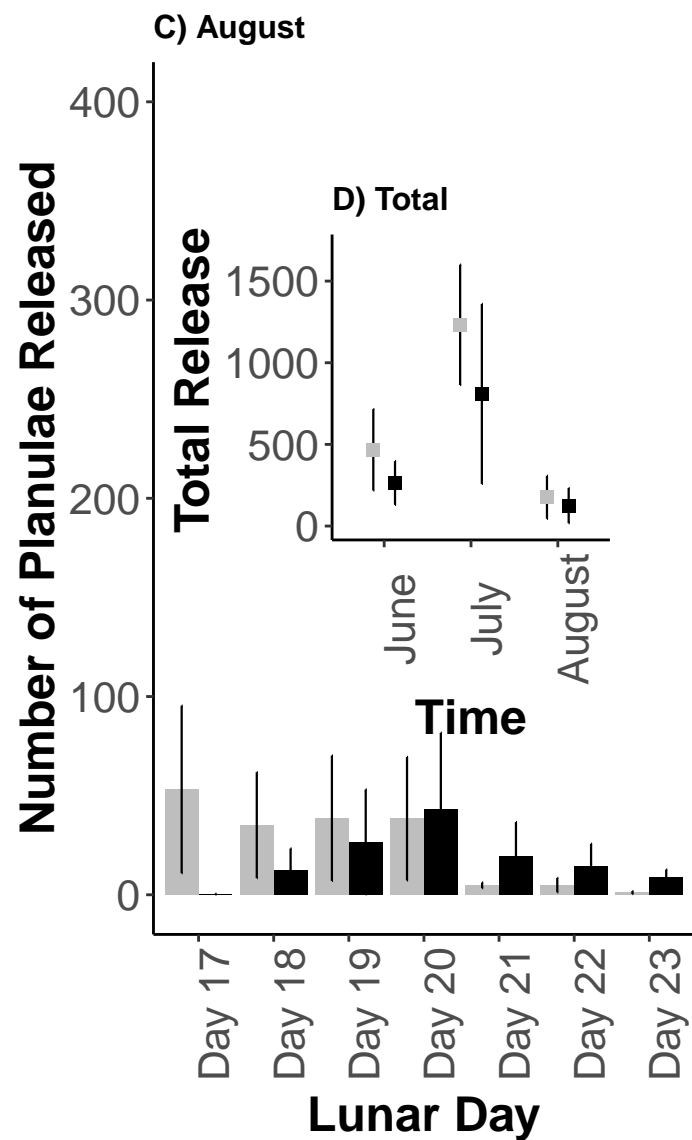 C) August
Number of Planulae Released
400
300
200
100
0
D) Total
Total Release
1500
1000
500
0
June
July
August
Time
Day 17
Day 18
Day 19
Day 20
Day 21
Day 22
Day 23
Lunar Day